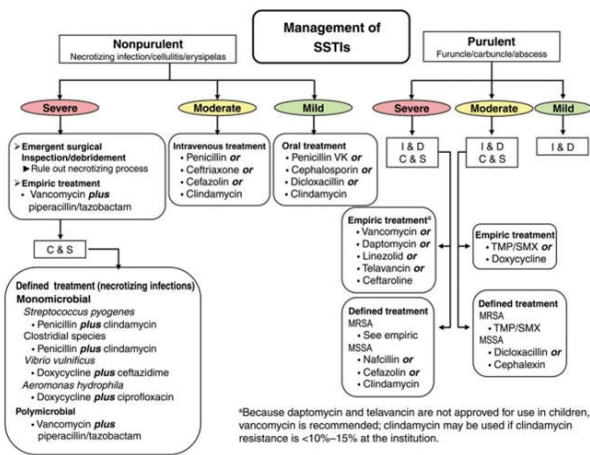 Management of
SSTIs
Nonpurulent
Necrotizing infection/cellulitis/erysipelas
Severe
Moderate
Mild
➢Emergent surgical
Inspection/debridement
▶Rule out necrotizing process
➢Empiric treatment
• Vancomycin plus
piperacillin/tazobactam
C & S
Defined treatment (necrotizing infections)
Monomicrobial
Streptococcus pyogenes
• Penicillin plus clindamycin
Clostridial species
• Penicillin plus clindamycin
Vibrio vulnificus
• Doxycycline plus ceftazidime
Aeromonas hydrophila
• Doxycycline plus ciprofloxacin
Polymicrobial
• Vancomycin plus
piperacillin/tazobactam
Intravenous treatment
• Penicillin or
• Ceftriaxone or
• Cefazolin or
• Clindamycin
Oral treatment
• Penicillin VK or
• Cephalosporin or
• Dicloxacillin or
• Clindamycin
Purulent
Furuncle/carbuncle/abscess
Severe
Moderate
Mild
I & D
C & S
I & D
C & S
I & D
Empiric treatmentᵃ
• Vancomycin or
• Daptomycin or
• Linezolid or
• Telavancin or
• Ceftaroline
Empiric treatment
• TMP/SMX or
• Doxycycline
Defined treatment
MRSA
• See empiric
MSSA
• Nafcillin or
• Cefazolin or
• Clindamycin
Defined treatment
MRSA
• TMP/SMX
MSSA
• Dicloxacillin or
• Cephalexin
ᵃBecause daptomycin and telavancin are not approved for use in children,
vancomycin is recommended; clindamycin may be used if clindamycin
resistance is <10%–15% at the institution.